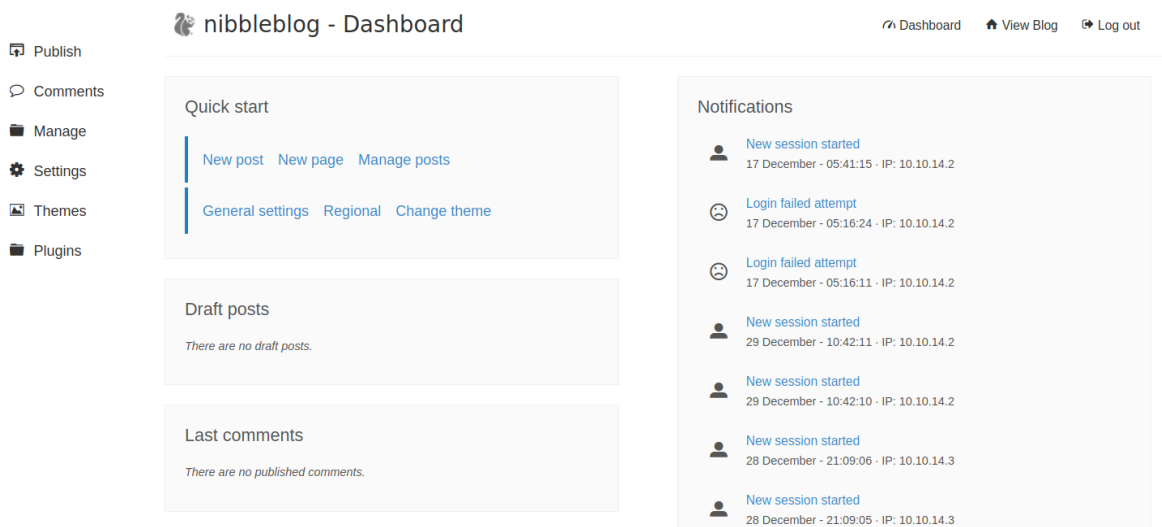 nibbleblog - Dashboard
Dashboard
View Blog
Log out
Publish
Comments
Manage
Settings
Themes
Plugins
Quick start
New post New page Manage posts
General settings Regional Change theme
Draft posts
There are no draft posts.
Last comments
There are no published comments.
Notifications
New session started
17 December - 05:41:15 · IP: 10.10.14.2
Login failed attempt
17 December - 05:16:24 · IP: 10.10.14.2
Login failed attempt
17 December - 05:16:11 · IP: 10.10.14.2
New session started
29 December - 10:42:11 · IP: 10.10.14.2
New session started
29 December - 10:42:10 · IP: 10.10.14.2
New session started
28 December - 21:09:06 · IP: 10.10.14.3
New session started
28 December - 21:09:05 · IP: 10.10.14.3